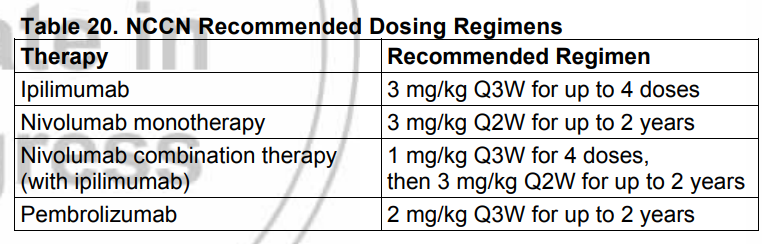 Table 20. NCCN Recommended Dosing Regimens
Therapy Recommended Regimen
Ipilimumab 3 mg/kg Q3W for up to 4 doses
Nivolumab monotherapy 3 mg/kg Q2W for up to 2 years
Nivolumab combination therapy 1 mg/kg Q3W for 4 doses,
(with ipilimumab) then 3 mg/kg Q2W for up to 2 years
Pembrolizumab 2 mg/kg Q3W for up to 2 years